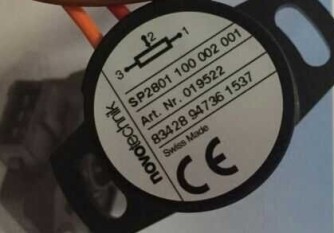 2
3 1
SP2801 100 002 001
Art. Nr. 019522
83428 94736 1537
Swiss Made
novotechnik
CE